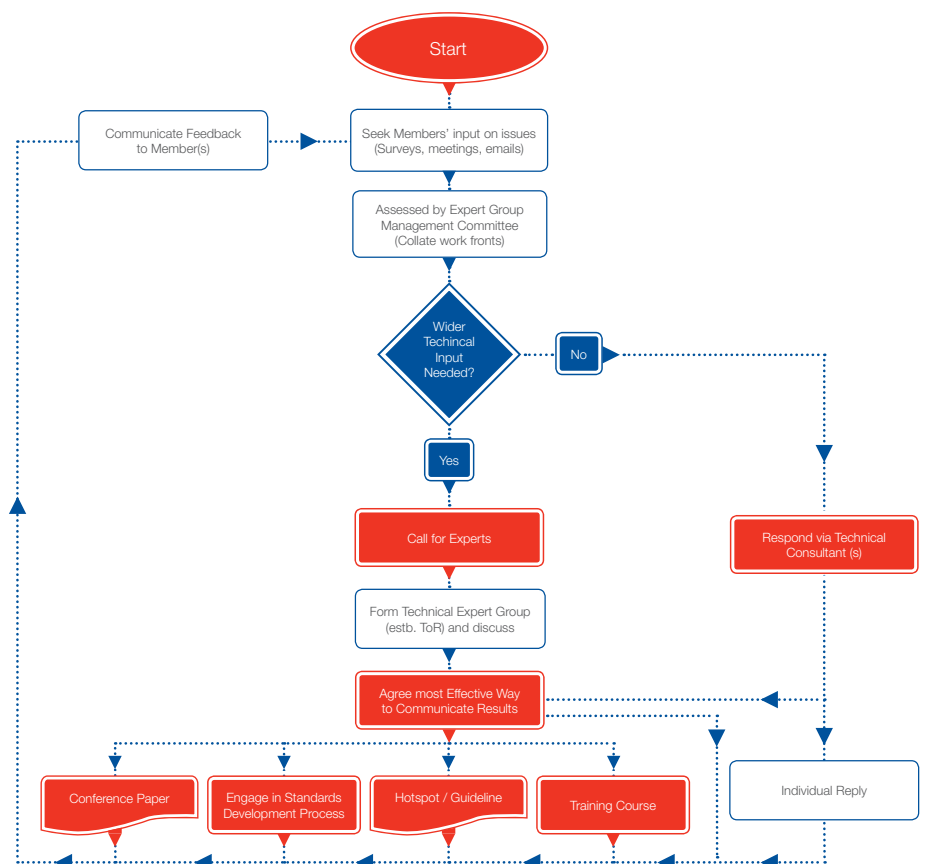 Start
Communicate Feedback
to Member(s)
Seek Members' input on issues
(Surveys, meetings, emails)
Assessed by Expert Group
Management Committee
(Collate work fronts)
Wider
Techincal
Input
Needed?
No
Yes
Call for Experts
Respond via Technical
Consultant (s)
Form Technical Expert Group
(estb. ToR) and discuss
Agree most Effective Way
to Communicate Results
Conference Paper
Engage in Standards
Development Process
Hotspot / Guideline
Training Course
Individual Reply